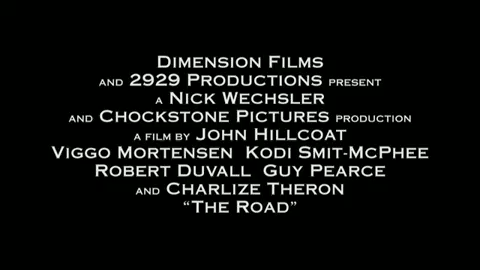 DIMENSION FILMS
AND 2929 PRODUCTIONS PRESENT
A NICK WECHSLER
AND CHOCKSTONE PICTURES PRODUCTION
A FILM BY JOHN HILLCOAT
VIGGO MORTENSEN KODI SMIT-MCPHEE
ROBERT DUVALL GUY PEARCE
AND CHARLIZE THERON
“THE ROAD”